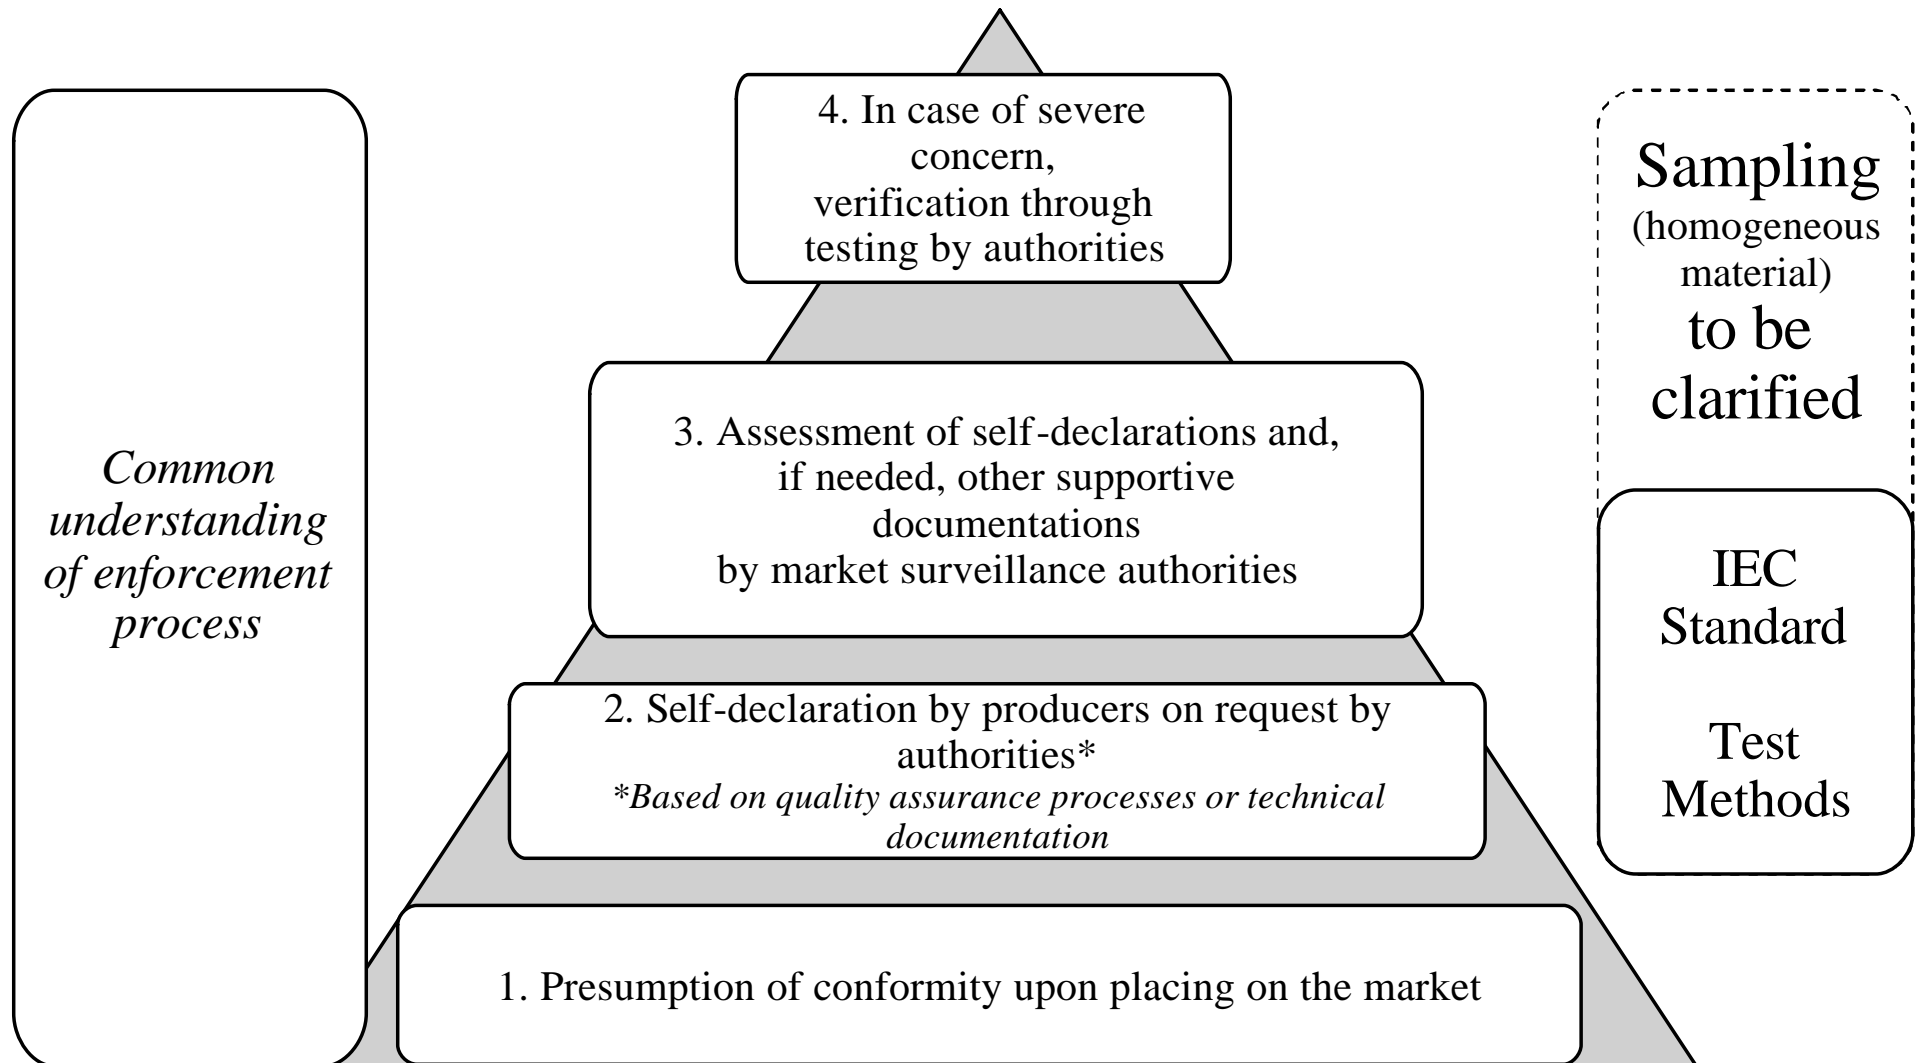 Common
understanding
of enforcement
process
4. In case of severe
concern,
verification through
testing by authorities
3. Assessment of self-declarations and,
if needed, other supportive
documentations
by market surveillance authorities
2. Self-declaration by producers on request by
authorities*
*Based on quality assurance processes or technical
documentation
1. Presumption of conformity upon placing on the market
Sampling
(homogeneous
material)
to be
clarified
IEC
Standard
Test
Methods